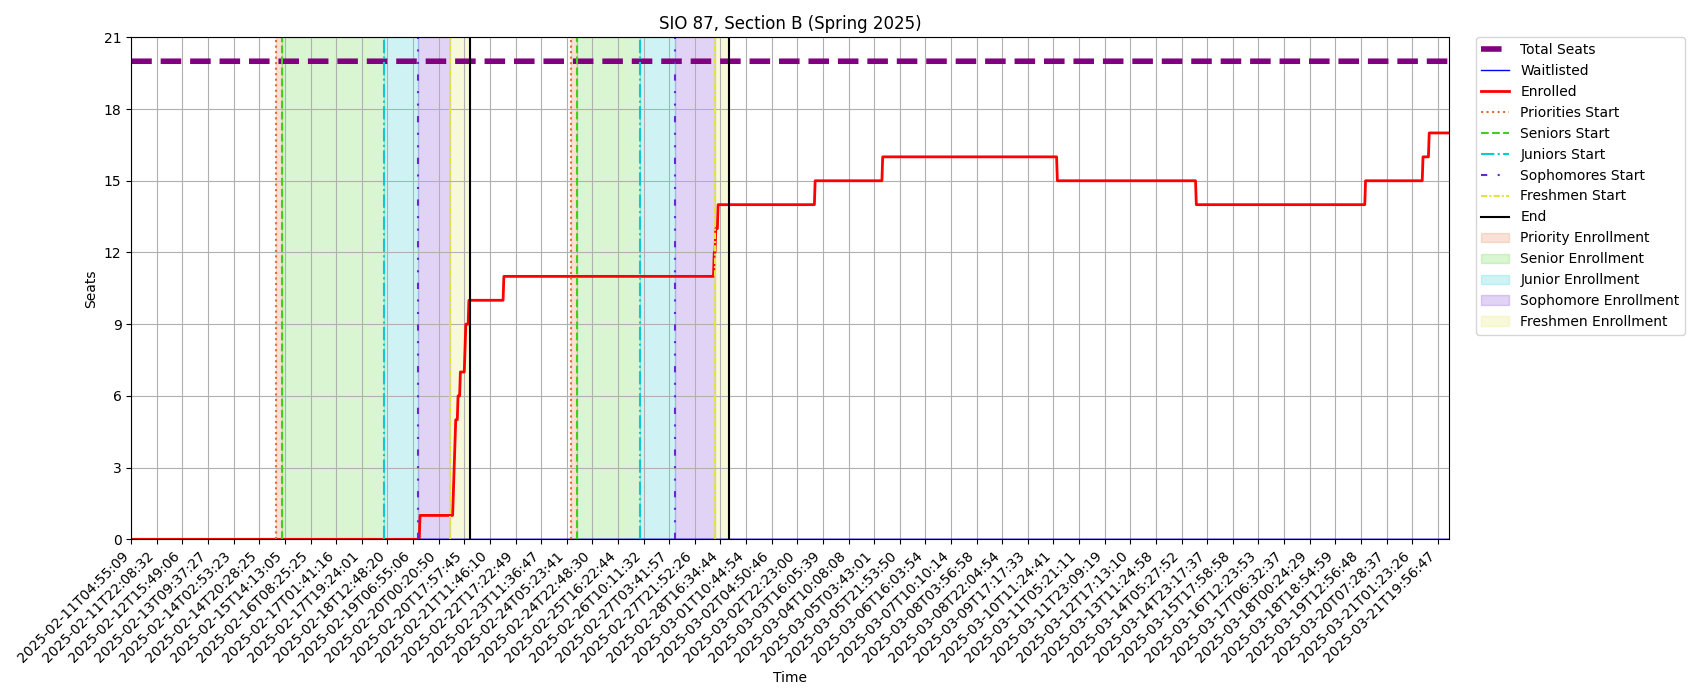 SIO 87, Section B (Spring 2025)
21
18
15
12
9
6
3
0
Seats
2025-02-11T04:55:09
2025-02-11T22:08:32
2025-02-12T15:49:06
2025-02-13T09:37:27
2025-02-14T02:53:23
2025-02-14T20:28:25
2025-02-15T14:13:05
2025-02-16T08:25:25
2025-02-17T01:41:16
2025-02-17T19:24:01
2025-02-18T12:48:20
2025-02-19T06:55:06
2025-02-20T00:20:50
2025-02-20T17:57:45
2025-02-21T11:46:10
2025-02-22T17:22:49
2025-02-23T11:36:47
2025-02-24T05:23:41
2025-02-24T22:48:30
2025-02-25T16:22:44
2025-02-26T10:11:32
2025-02-27T03:41:57
2025-02-27T22:52:26
2025-02-28T16:34:44
2025-03-01T10:44:54
2025-03-02T04:50:46
2025-03-02T22:23:00
2025-03-03T16:05:39
2025-03-04T11:08:08
2025-03-05T03:43:01
2025-03-05T21:53:50
2025-03-06T16:03:54
2025-03-07T10:10:14
2025-03-08T03:56:58
2025-03-08T22:04:54
2025-03-09T17:17:33
2025-03-10T11:24:41
2025-03-11T05:21:11
2025-03-11T23:09:19
2025-03-12T17:13:10
2025-03-13T11:24:58
2025-03-14T05:27:52
2025-03-14T23:17:37
2025-03-15T17:58:58
2025-03-16T12:23:53
2025-03-17T06:32:37
2025-03-18T00:24:29
2025-03-18T18:54:59
2025-03-19T12:56:48
2025-03-20T07:28:37
2025-03-21T01:23:26
2025-03-21T19:56:47
Time
Total Seats
Waitlisted
Enrolled
Priorities Start
Seniors Start
Juniors Start
Sophomores Start
Freshmen Start
End
Priority Enrollment
Senior Enrollment
Junior Enrollment
Sophomore Enrollment
Freshmen Enrollment